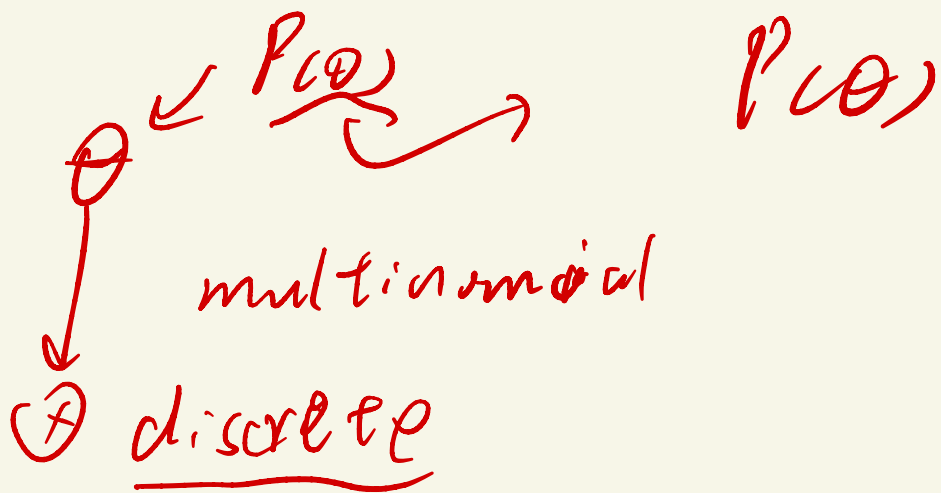 P(θ) P(θ)
θ
multinomial
x discrete